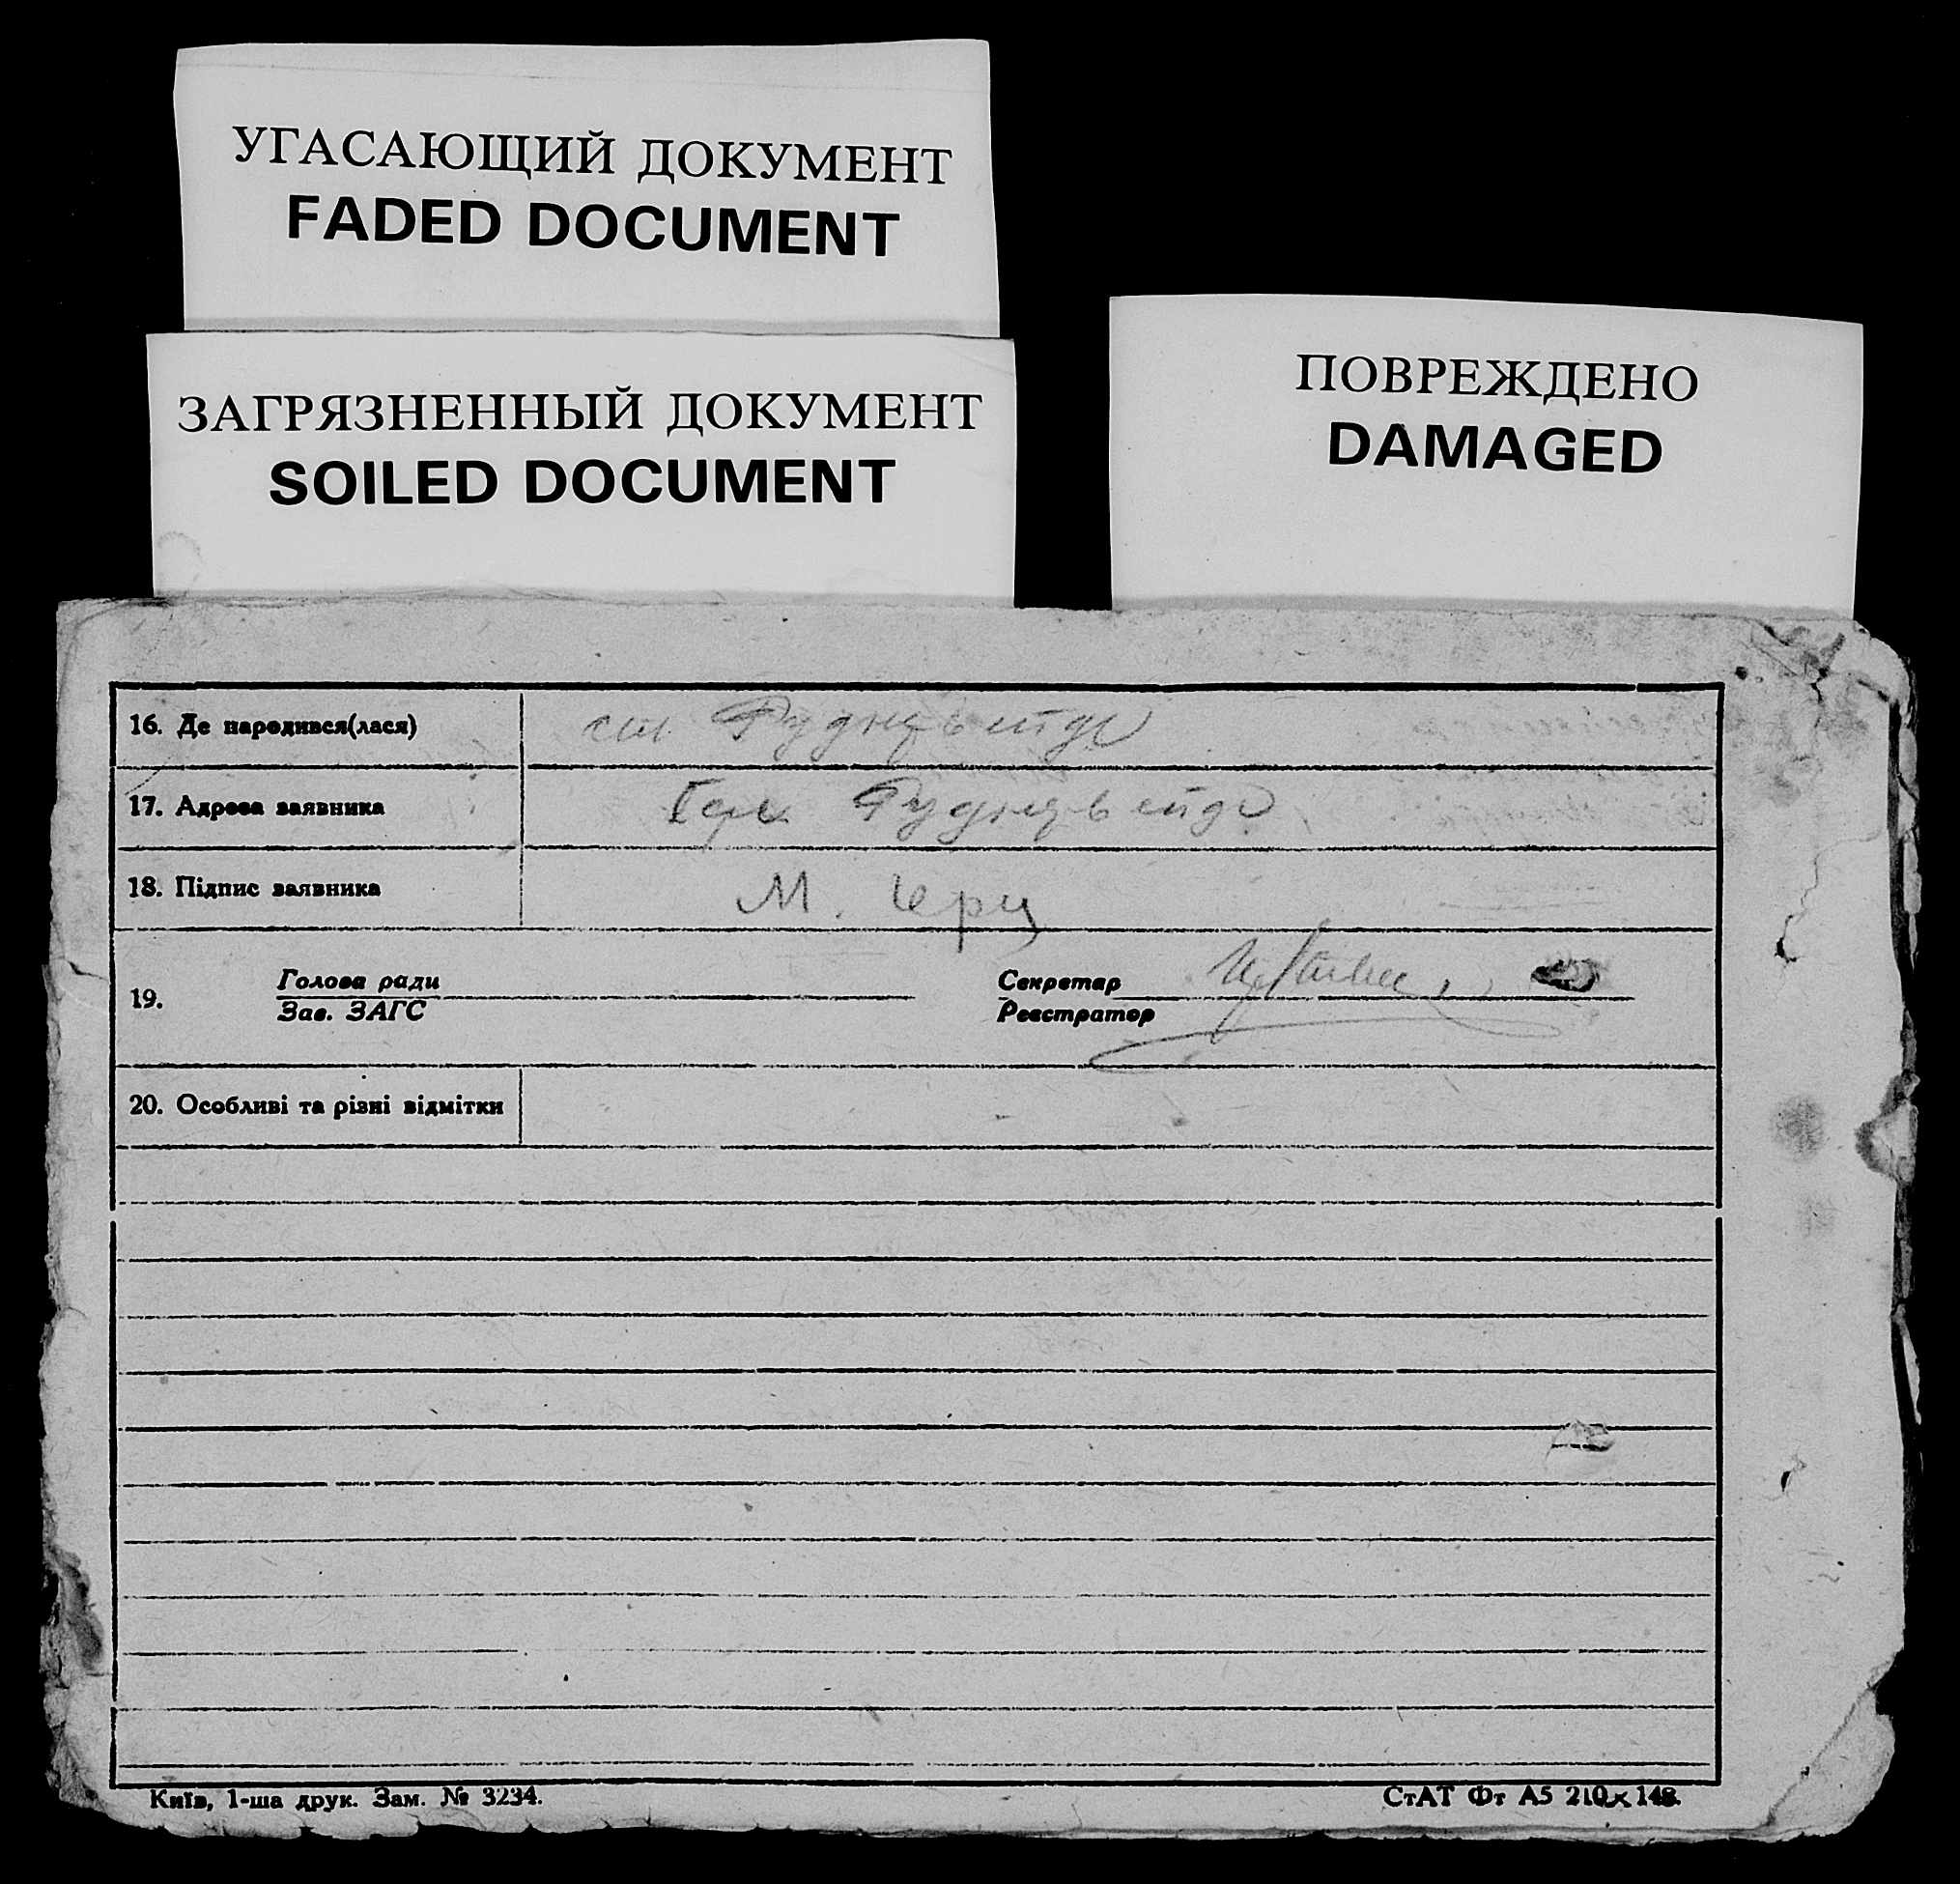 УГАСАЮЩИЙ ДОКУМЕНТ
FADED DOCUMENT
ЗАГРЯЗНЕННЫЙ ДОКУМЕНТ
SOILED DOCUMENT
ПОВРЕЖДЕНО
DAMAGED
16. Де народився(лася)
17. Адреса заявника
18. Підпис заявника М.
19. Голова ради Секретар
Зав. ЗАГС Реєстратор
20. Особливі та різні відмітки
Київ, 1-ша друк. Зам. № 3234. СтАТ Фт А5 210×148.